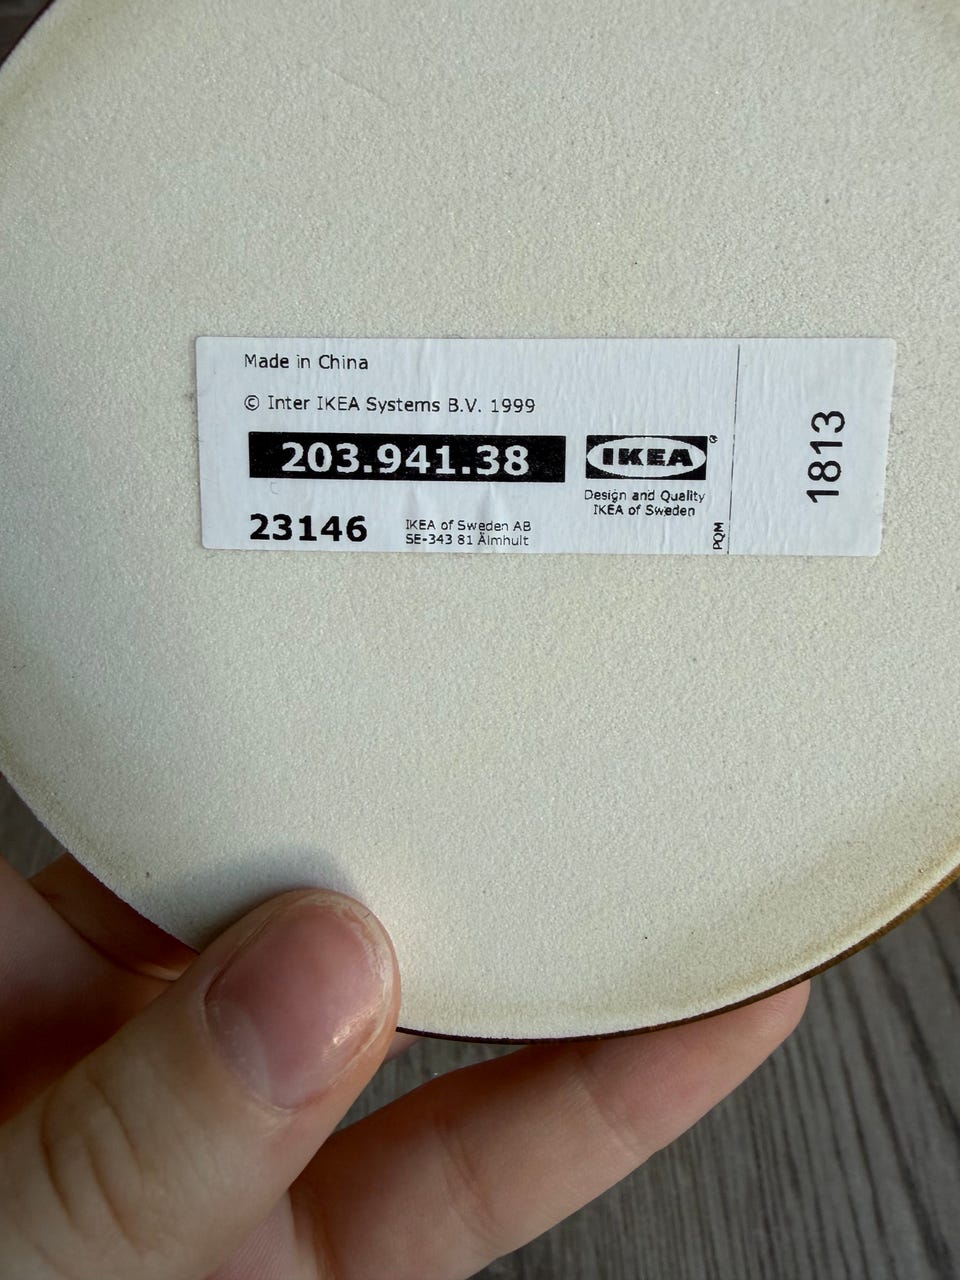 Made in China
© Inter IKEA Systems B.V. 1999
203.941.38
IKEA®
Design and Quality
IKEA of Sweden
23146
IKEA of Sweden AB
SE-343 81 Älmhult
PQM
1813